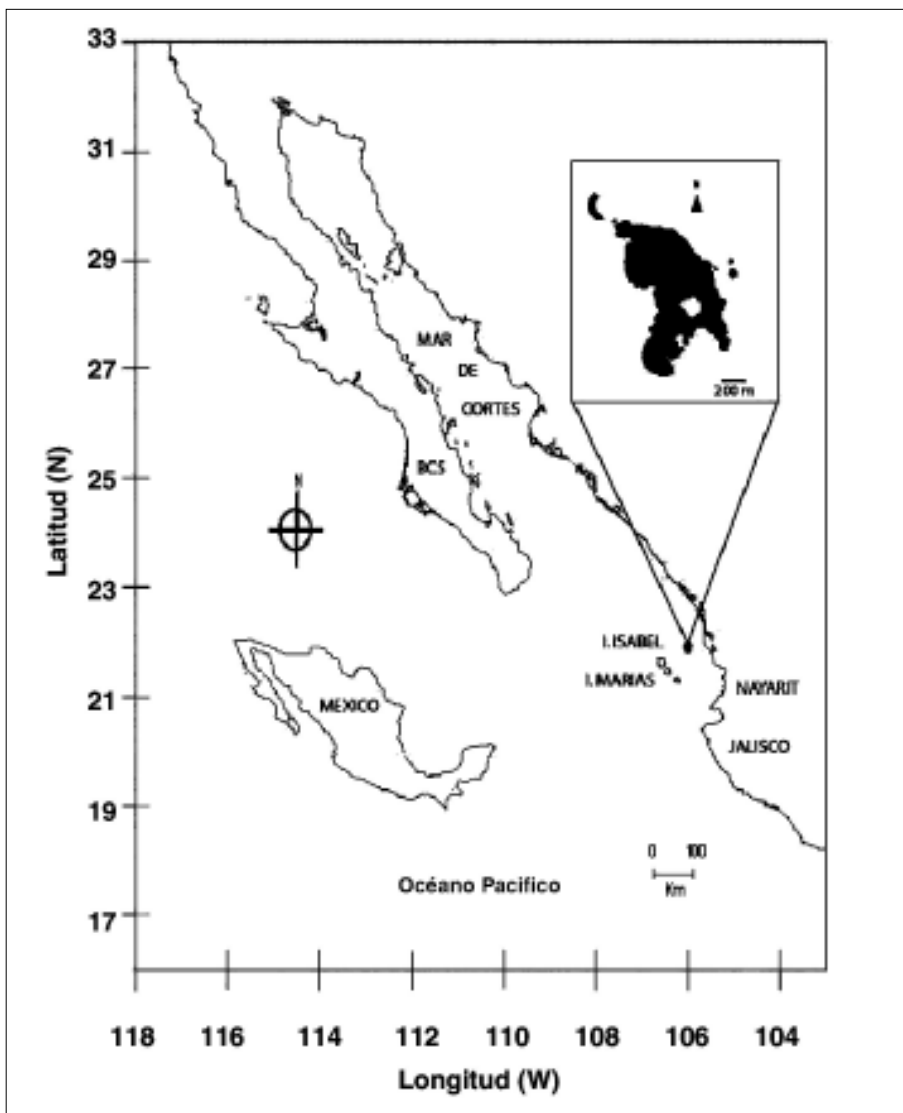 33
31
29
27
25
23
21
19
17
Latitud (N)
MAR
DE
CORTES
BCS
N
200 m
I. ISABEL
I. MARIAS
NAYARIT
JALISCO
MEXICO
0 100
Km
Océano Pacifico
118 116 114 112 110 108 106 104
Longitud (W)